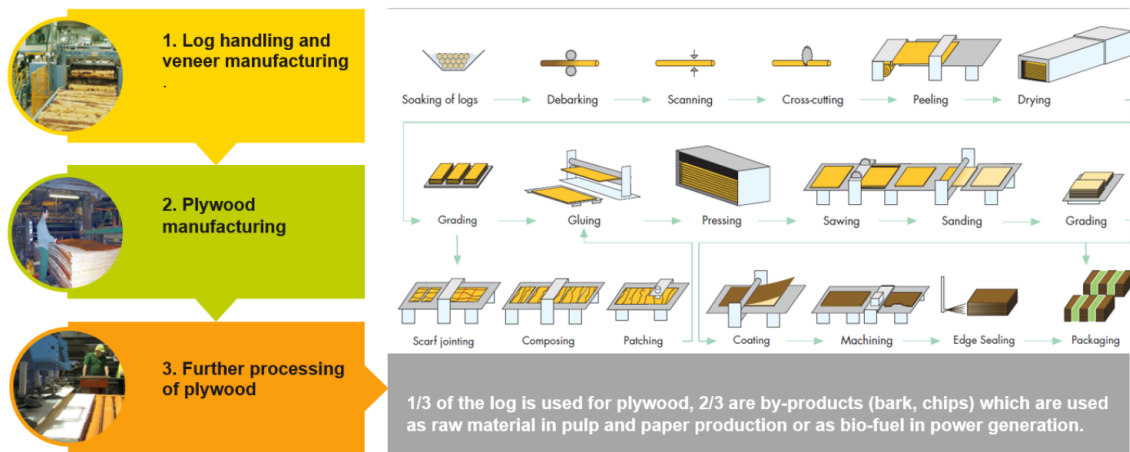 1. Log handling and
veneer manufacturing
.
2. Plywood
manufacturing
3. Further processing
of plywood
Soaking of logs
Debarking
Scanning
Cross-cutting
Peeling
Drying
Grading
Gluing
Pressing
Sawing
Sanding
Grading
Scarf jointing
Composing
Patching
Coating
Machining
Edge Sealing
Packaging
1/3 of the log is used for plywood, 2/3 are by-products (bark, chips) which are used
as raw material in pulp and paper production or as bio-fuel in power generation.